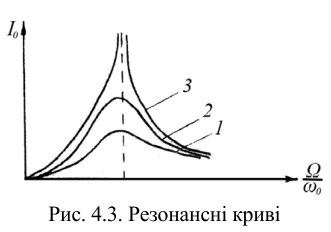 I₀
3
2
1
Ω/ω₀
Рис. 4.3. Резонансні криві